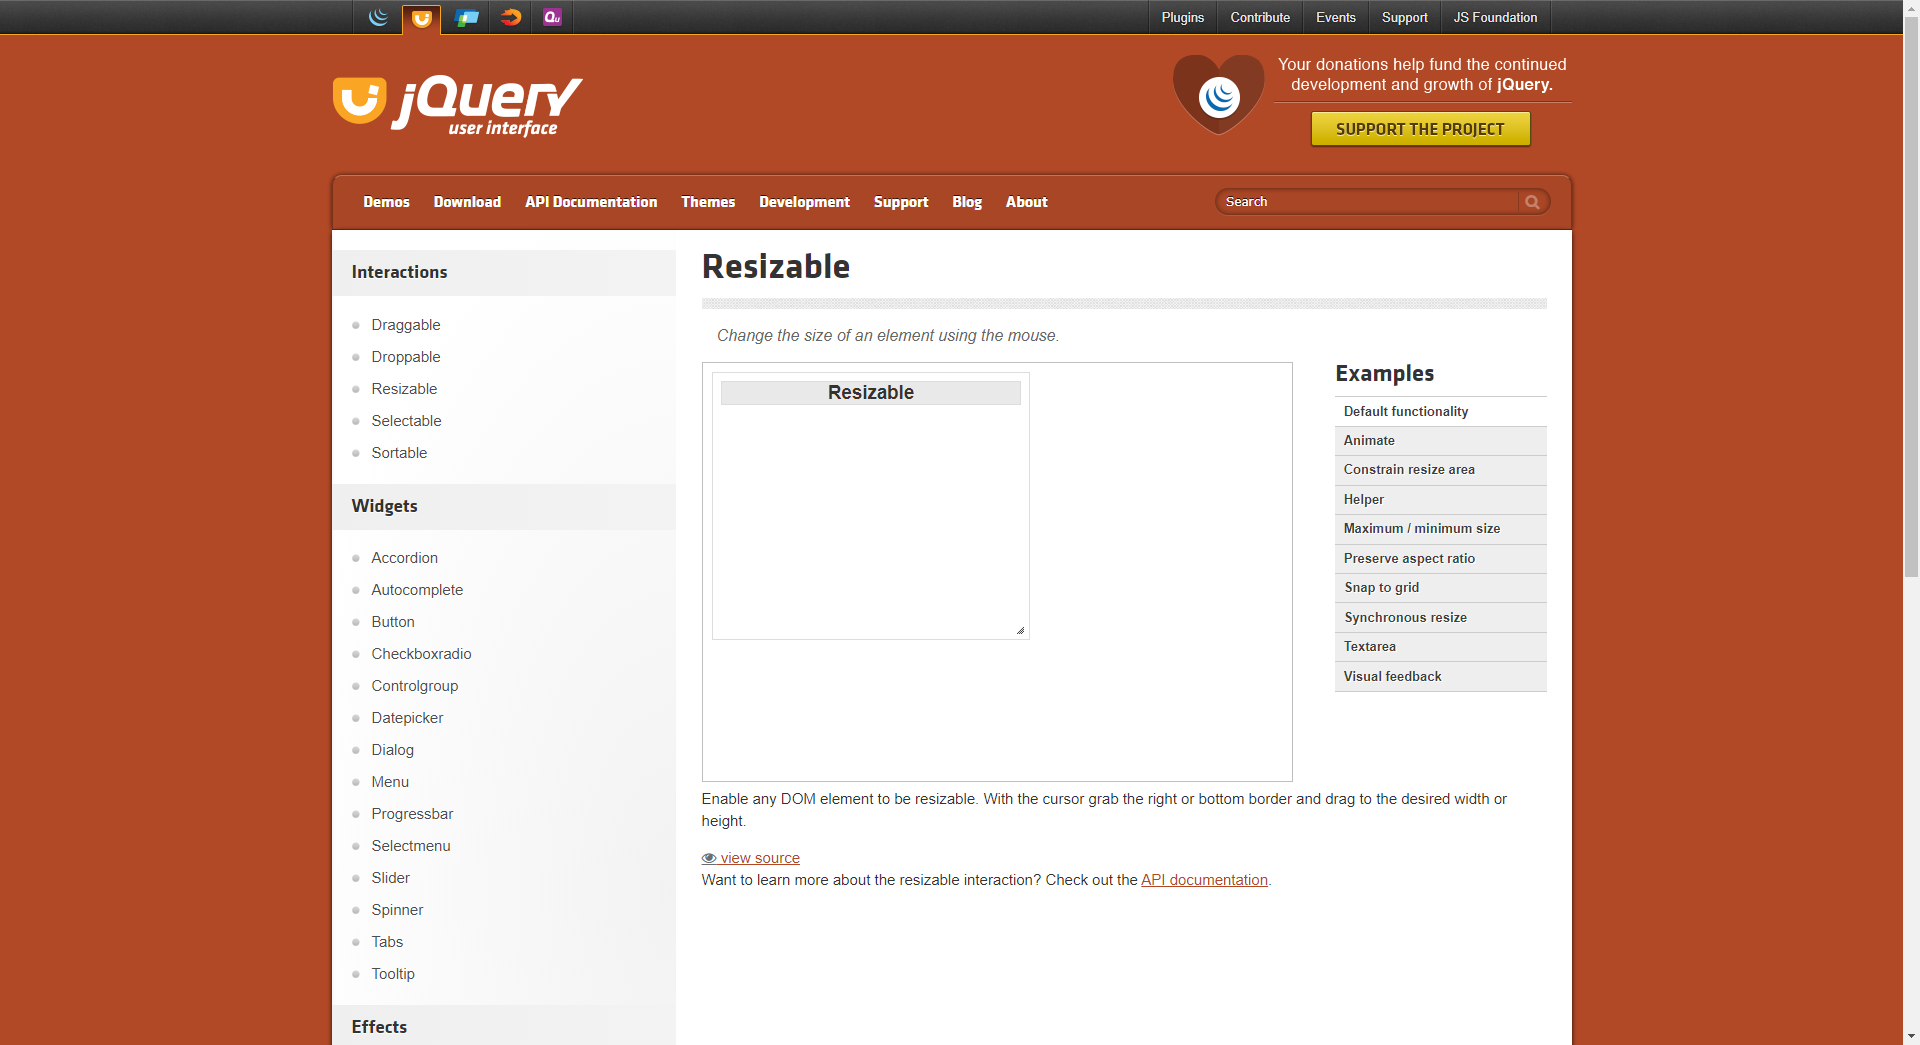 Plugins
Contribute
Events
Support
JS Foundation
jQuery
user interface
Your donations help fund the continued
development and growth of jQuery.
SUPPORT THE PROJECT
Demos
Download
API Documentation
Themes
Development
Support
Blog
About
Search
Interactions
Draggable
Droppable
Resizable
Selectable
Sortable
Widgets
Accordion
Autocomplete
Button
Checkboxradio
Controlgroup
Datepicker
Dialog
Menu
Progressbar
Selectmenu
Slider
Spinner
Tabs
Tooltip
Effects
Resizable
Change the size of an element using the mouse.
Resizable
Examples
Default functionality
Animate
Constrain resize area
Helper
Maximum / minimum size
Preserve aspect ratio
Snap to grid
Synchronous resize
Textarea
Visual feedback
Enable any DOM element to be resizable. With the cursor grab the right or bottom border and drag to the desired width or
height.
view source
Want to learn more about the resizable interaction? Check out the API documentation.